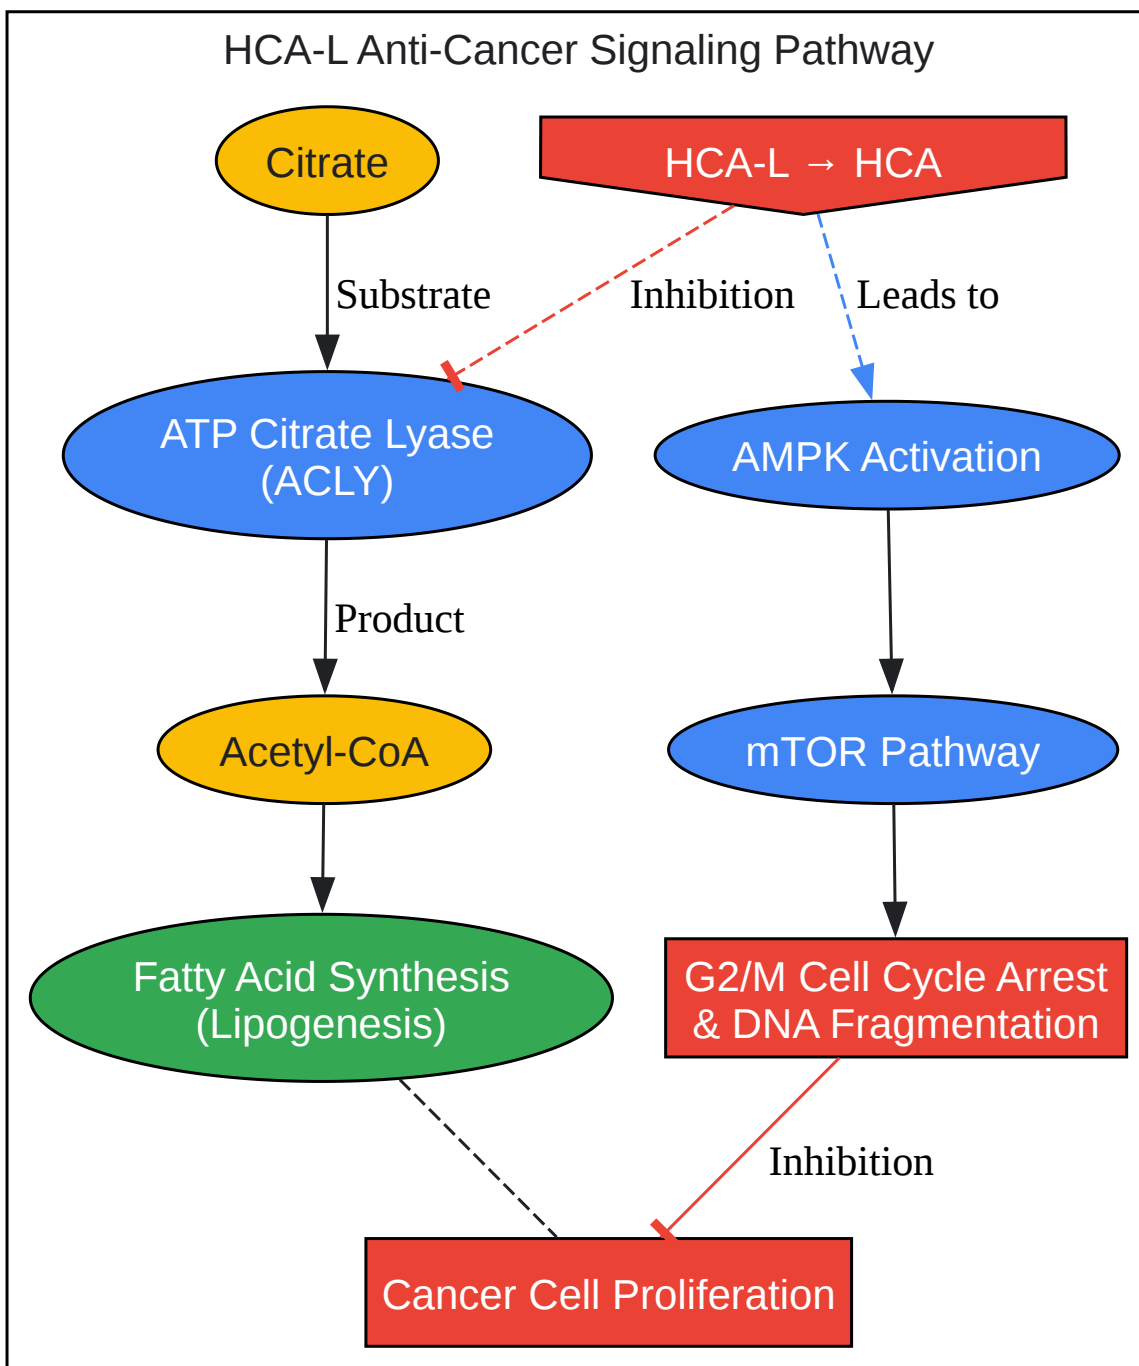 HCA-L Anti-Cancer Signaling Pathway
Citrate
HCA-L → HCA
Substrate
Inhibition
Leads to
ATP Citrate Lyase
(ACLY)
AMPK Activation
Product
Acetyl-CoA
mTOR Pathway
Fatty Acid Synthesis
(Lipogenesis)
G2/M Cell Cycle Arrest
& DNA Fragmentation
Inhibition
Cancer Cell Proliferation